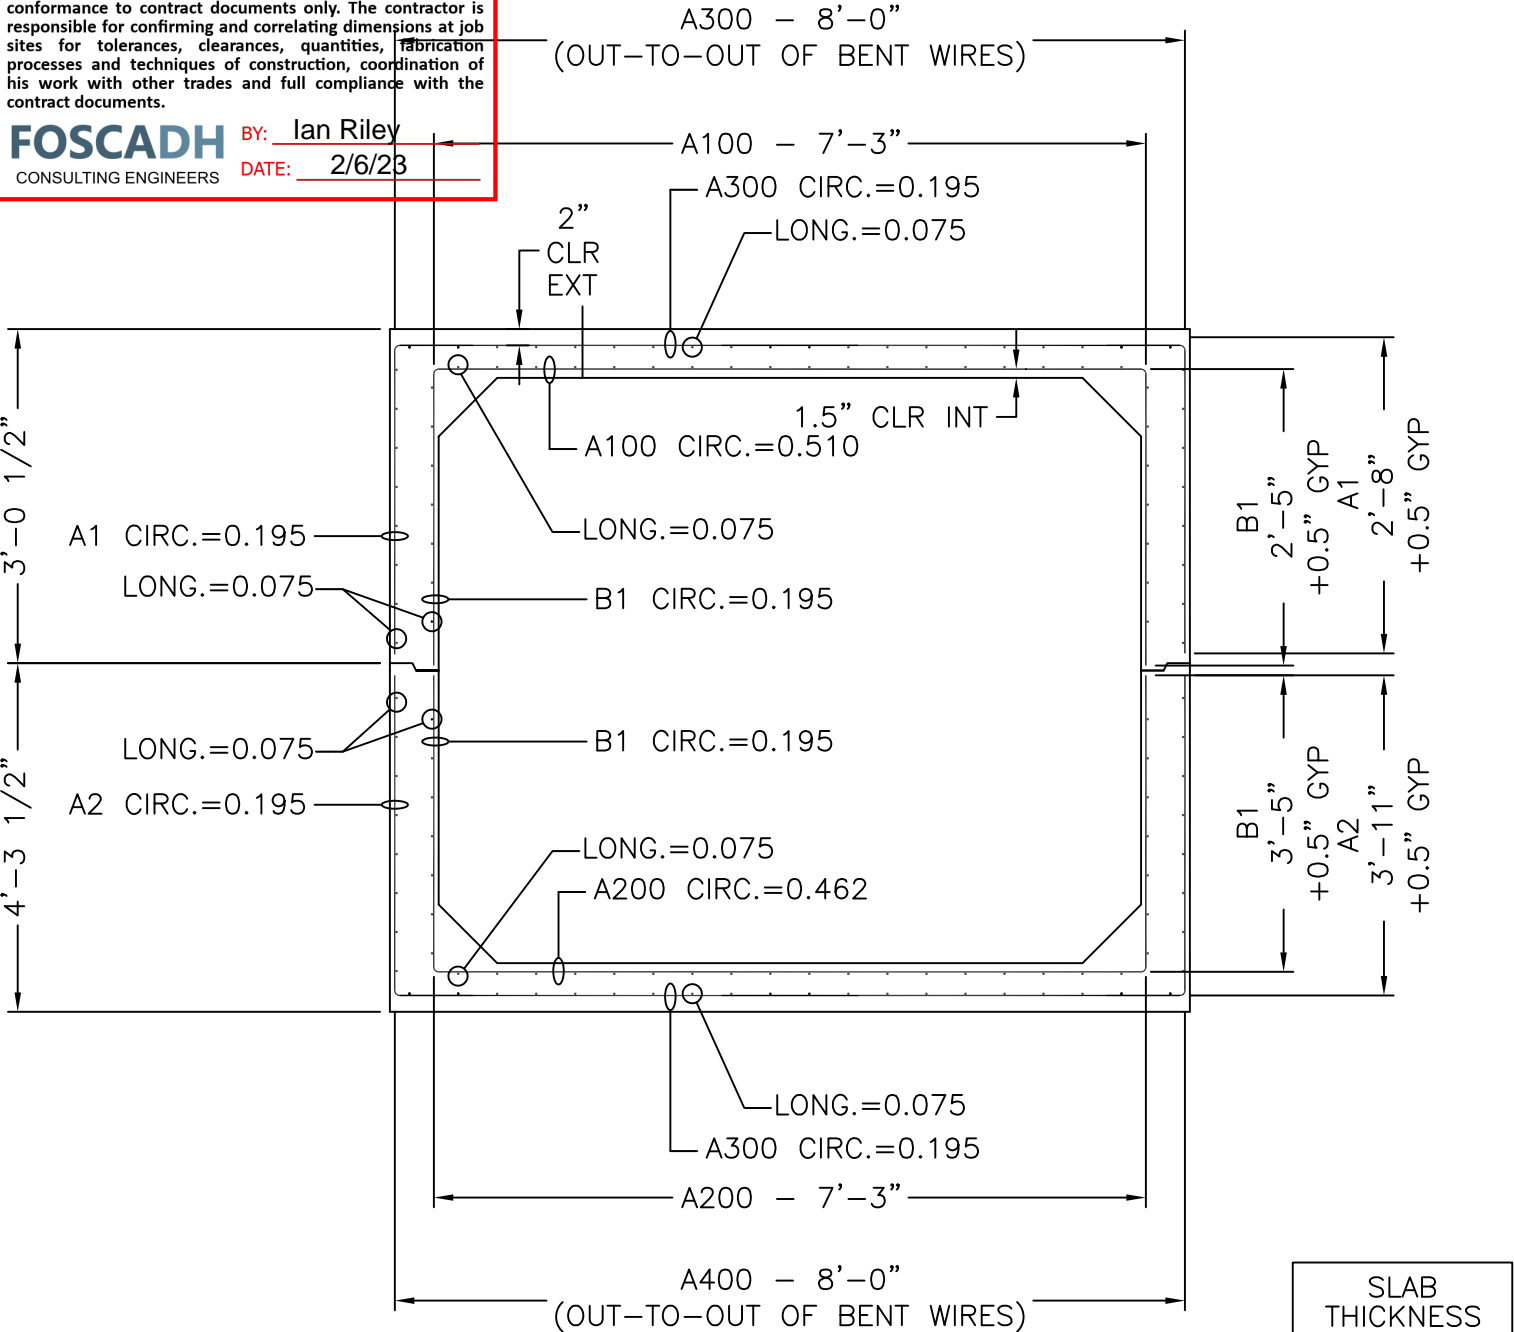 conformance to contract documents only. The contractor is
responsible for confirming and correlating dimensions at job
sites for tolerances, clearances, quantities, fabrication
processes and techniques of construction, coordination of
his work with other trades and full compliance with the
contract documents.
FOSCADH
CONSULTING ENGINEERS
BY: Ian Riley
DATE: 2/6/23
A300 – 8'–0"
(OUT–TO–OUT OF BENT WIRES)
A100 – 7'–3"
A300 CIRC.=0.195
LONG.=0.075
2"
CLR
EXT
1.5" CLR INT
A100 CIRC.=0.510
LONG.=0.075
3'–0 1/2"
A1 CIRC.=0.195
LONG.=0.075
B1 CIRC.=0.195
B1
2'–5"
+0.5" GYP
A1
2'–8"
+0.5" GYP
4'–3 1/2"
LONG.=0.075
B1 CIRC.=0.195
A2 CIRC.=0.195
LONG.=0.075
A200 CIRC.=0.462
B1
3'–5"
+0.5" GYP
A2
3'–11"
+0.5" GYP
LONG.=0.075
A300 CIRC.=0.195
A200 – 7'–3"
A400 – 8'–0"
(OUT–TO–OUT OF BENT WIRES)
SLAB
THICKNESS